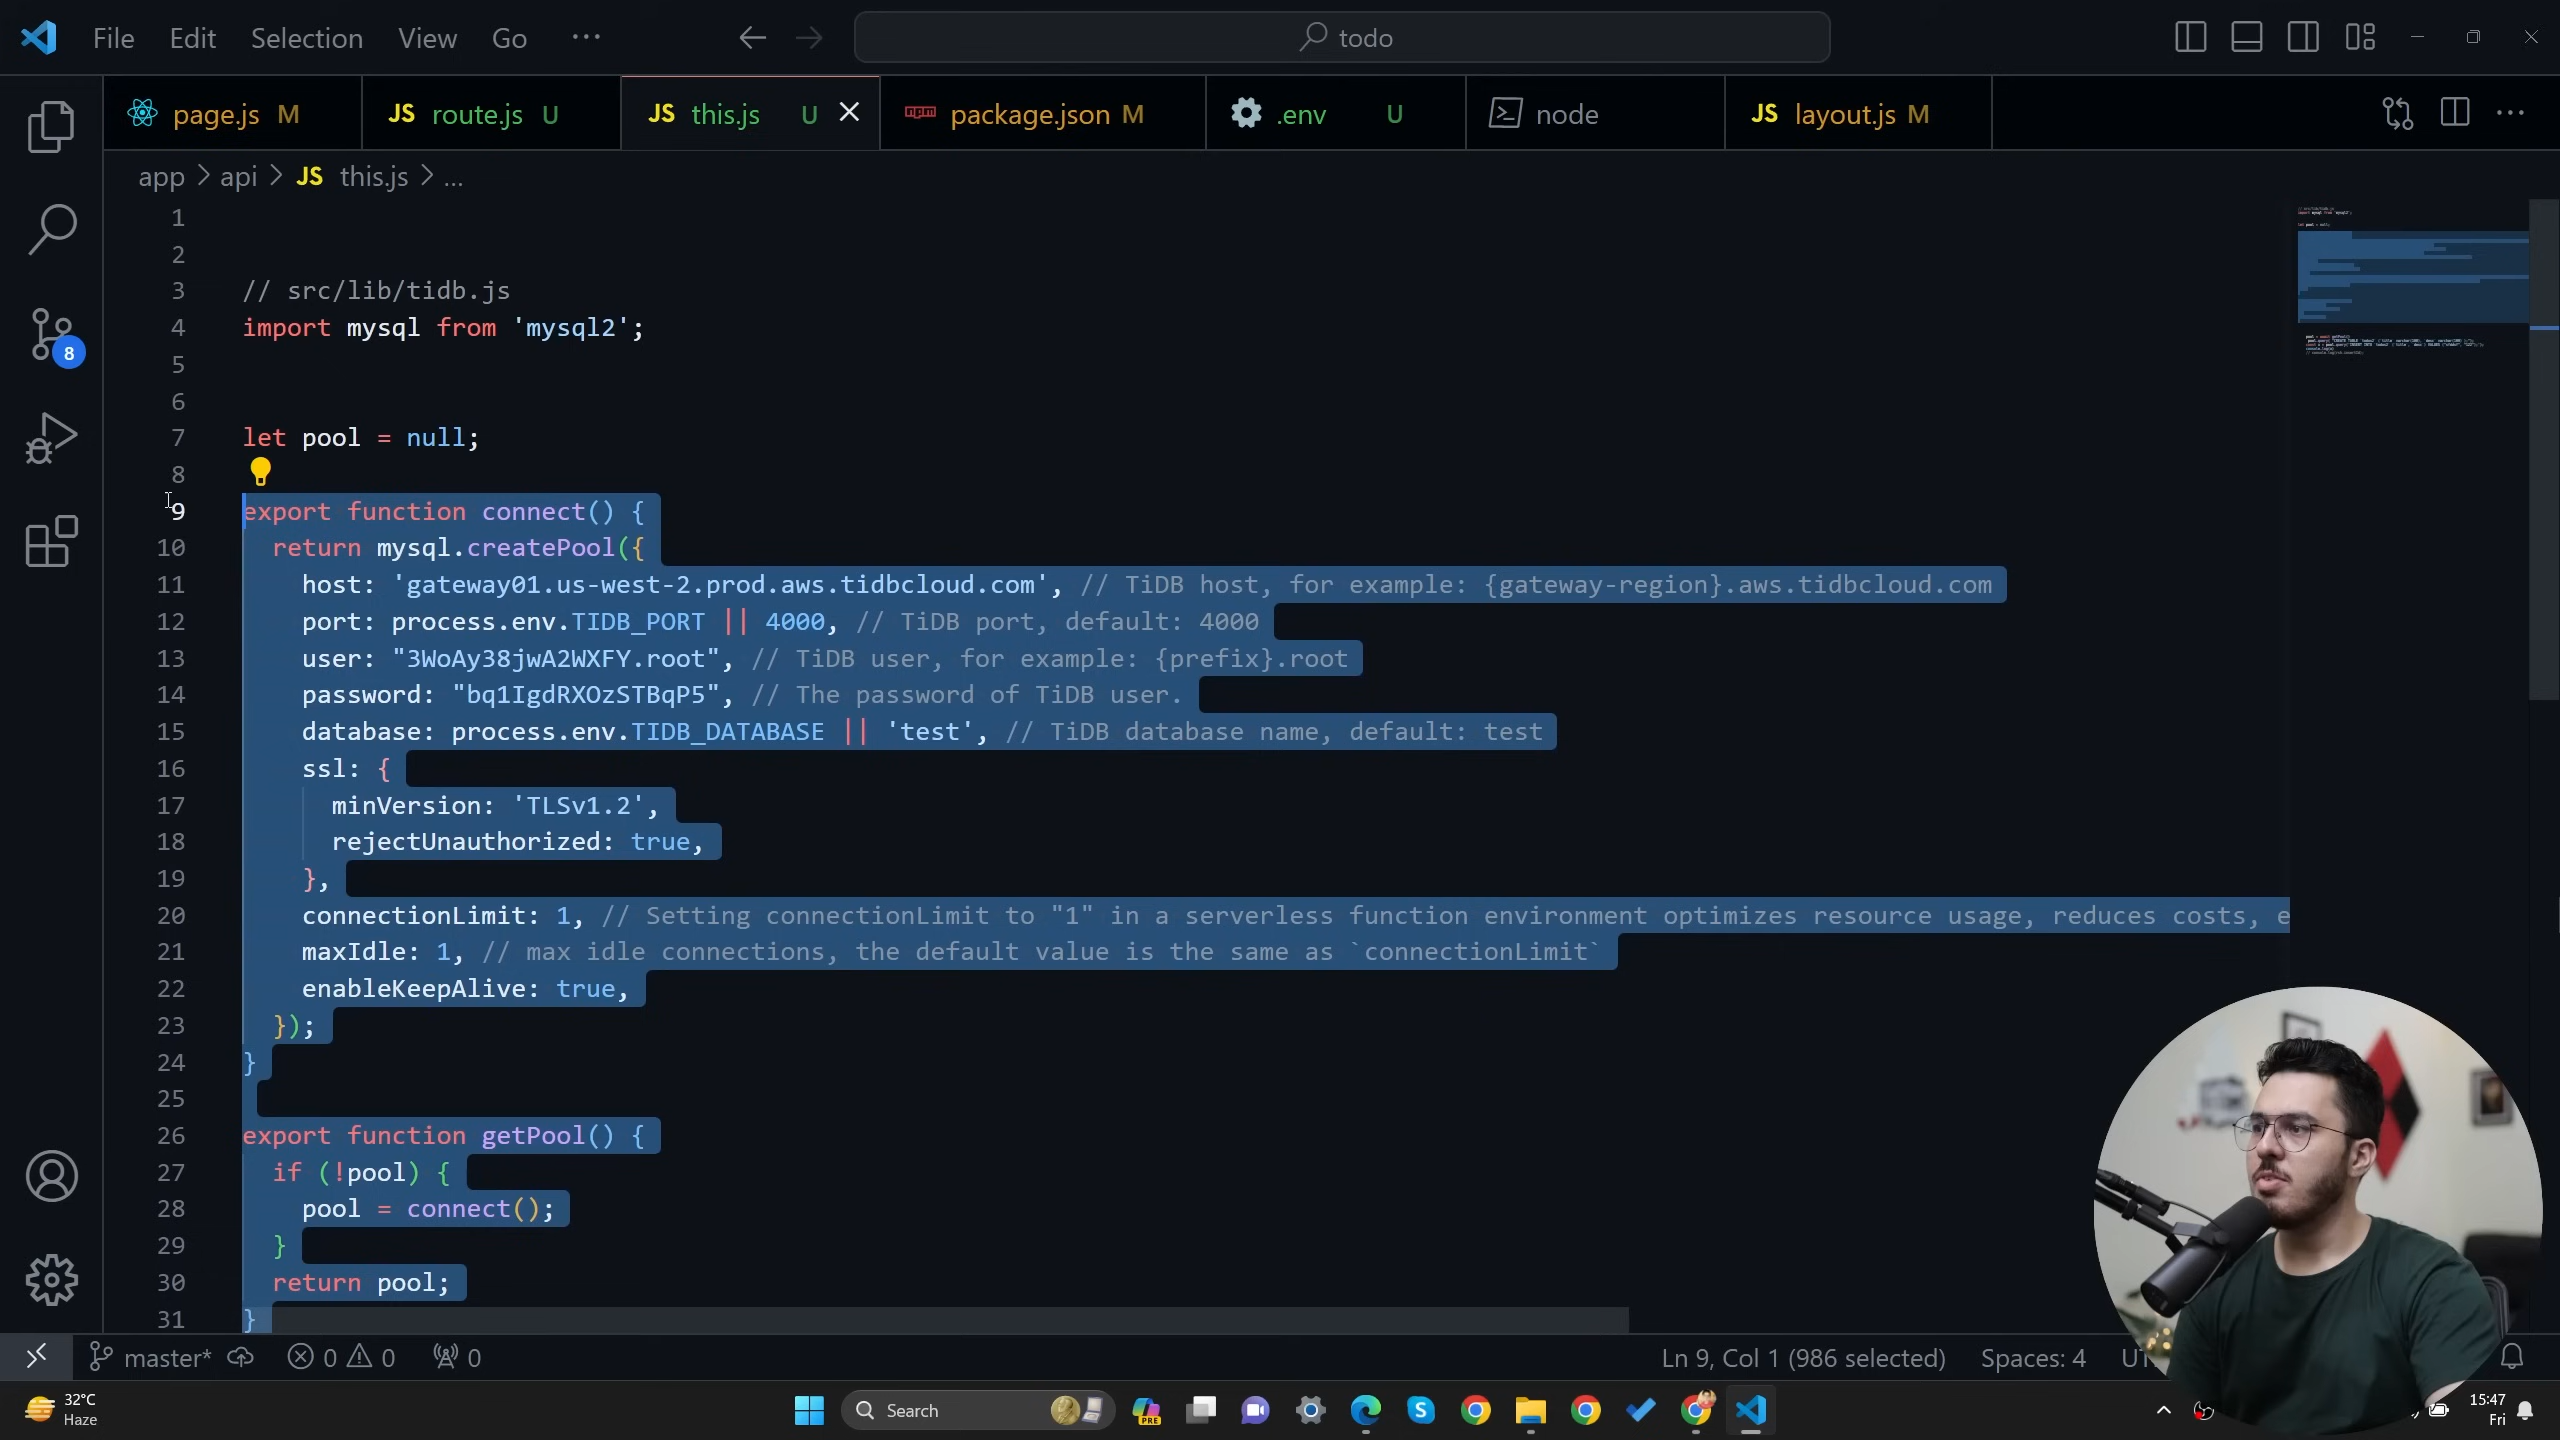 File Edit Selection View Go ··· todo
page.js M JS route.js U JS this.js U package.json M .env U node JS layout.js M
app > api > JS this.js > ...
1
2
3 // src/lib/tidb.js
4 import mysql from 'mysql2';
5
6
7 let pool = null;
8
9 export function connect() {
10 return mysql.createPool({
11 host: 'gateway01.us-west-2.prod.aws.tidbcloud.com', // TiDB host, for example: {gateway-region}.aws.tidbcloud.com
12 port: process.env.TIDB_PORT || 4000, // TiDB port, default: 4000
13 user: "3WoAy38jwA2WXFY.root", // TiDB user, for example: {prefix}.root
14 password: "bq1IgdRXOzSTBqP5", // The password of TiDB user.
15 database: process.env.TIDB_DATABASE || 'test', // TiDB database name, default: test
16 ssl: {
17 minVersion: 'TLSv1.2',
18 rejectUnauthorized: true,
19 },
20 connectionLimit: 1, // Setting connectionLimit to "1" in a serverless function environment optimizes resource usage, reduces costs, e
21 maxIdle: 1, // max idle connections, the default value is the same as `connectionLimit`
22 enableKeepAlive: true,
23 });
24 }
25
26 export function getPool() {
27 if (!pool) {
28 pool = connect();
29 }
30 return pool;
31 }
8
master* 0 0 0 Ln 9, Col 1 (986 selected) Spaces: 4
32°C
Haze
Search
PRE
15:47
Fri